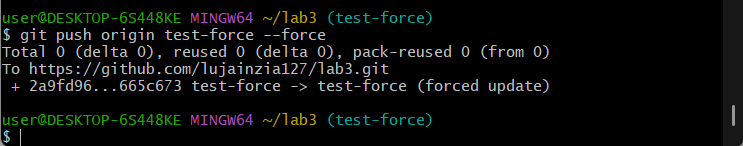 user@DESKTOP-6S448KE MINGW64 ~/lab3 (test-force)
$ git push origin test-force --force
Total 0 (delta 0), reused 0 (delta 0), pack-reused 0 (from 0)
To https://github.com/lujainzia127/lab3.git
 + 2a9fd96...665c673 test-force -> test-force (forced update)
user@DESKTOP-6S448KE MINGW64 ~/lab3 (test-force)
$